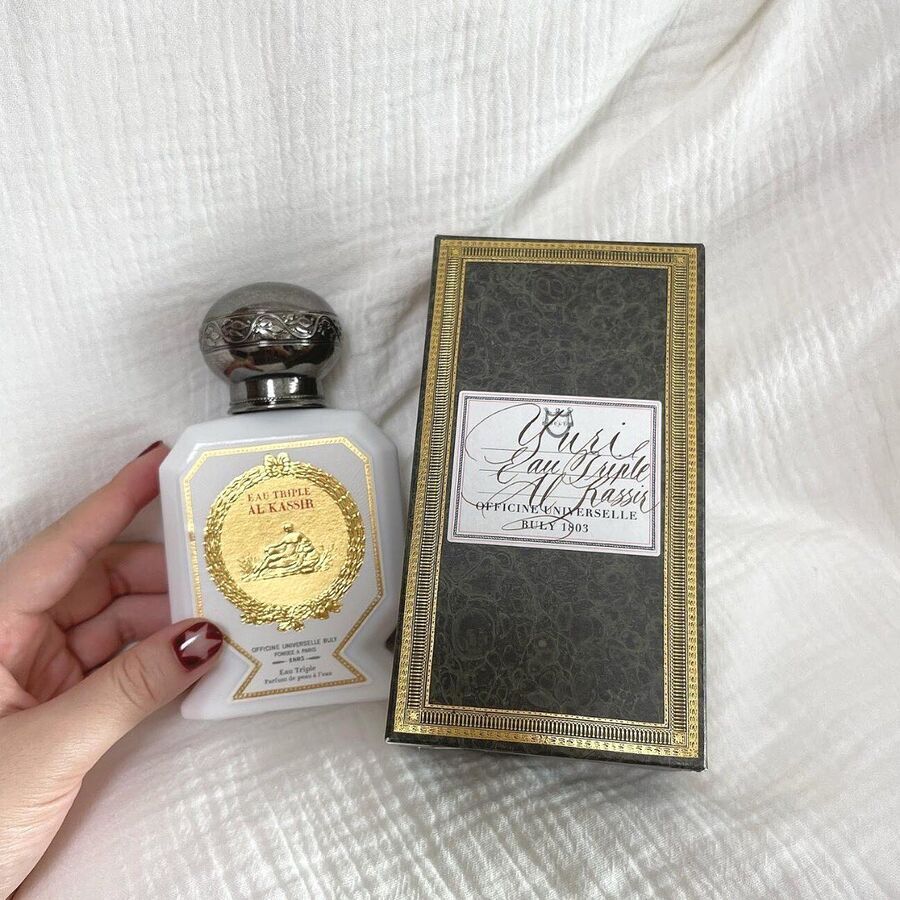 EAU TRIPLE
AL KASSIR
OFFICINE UNIVERSELLE BULY
FONDÉE A PARIS
1803
Eau Triple
Parfum de peau à l'eau
Yuri
Eau Triple
Al Kassir
OFFICINE UNIVERSELLE
BULY 1803